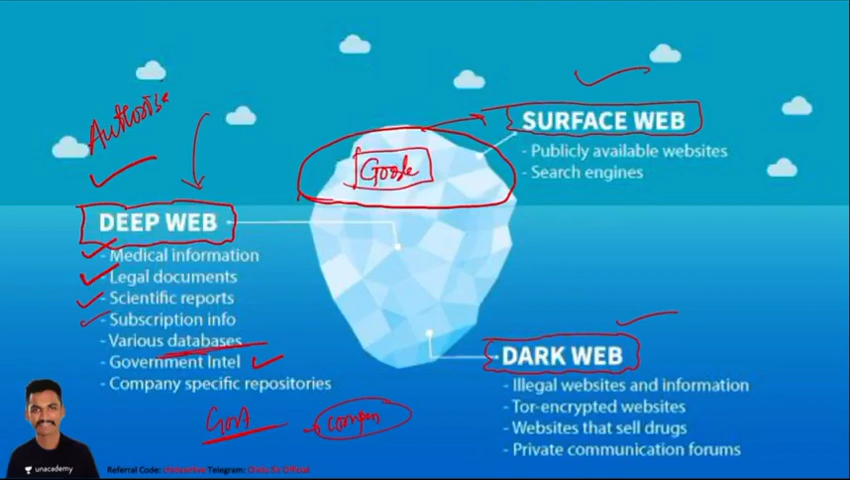 Authorise
Google
SURFACE WEB
- Publicly available websites
- Search engines
DEEP WEB
- Medical information
- Legal documents
- Scientific reports
- Subscription info
- Various databases
- Government Intel
- Company specific repositories
DARK WEB
- Illegal websites and information
- Tor-encrypted websites
- Websites that sell drugs
- Private communication forums
Govt
unacademy
Referral Code: Telegram: